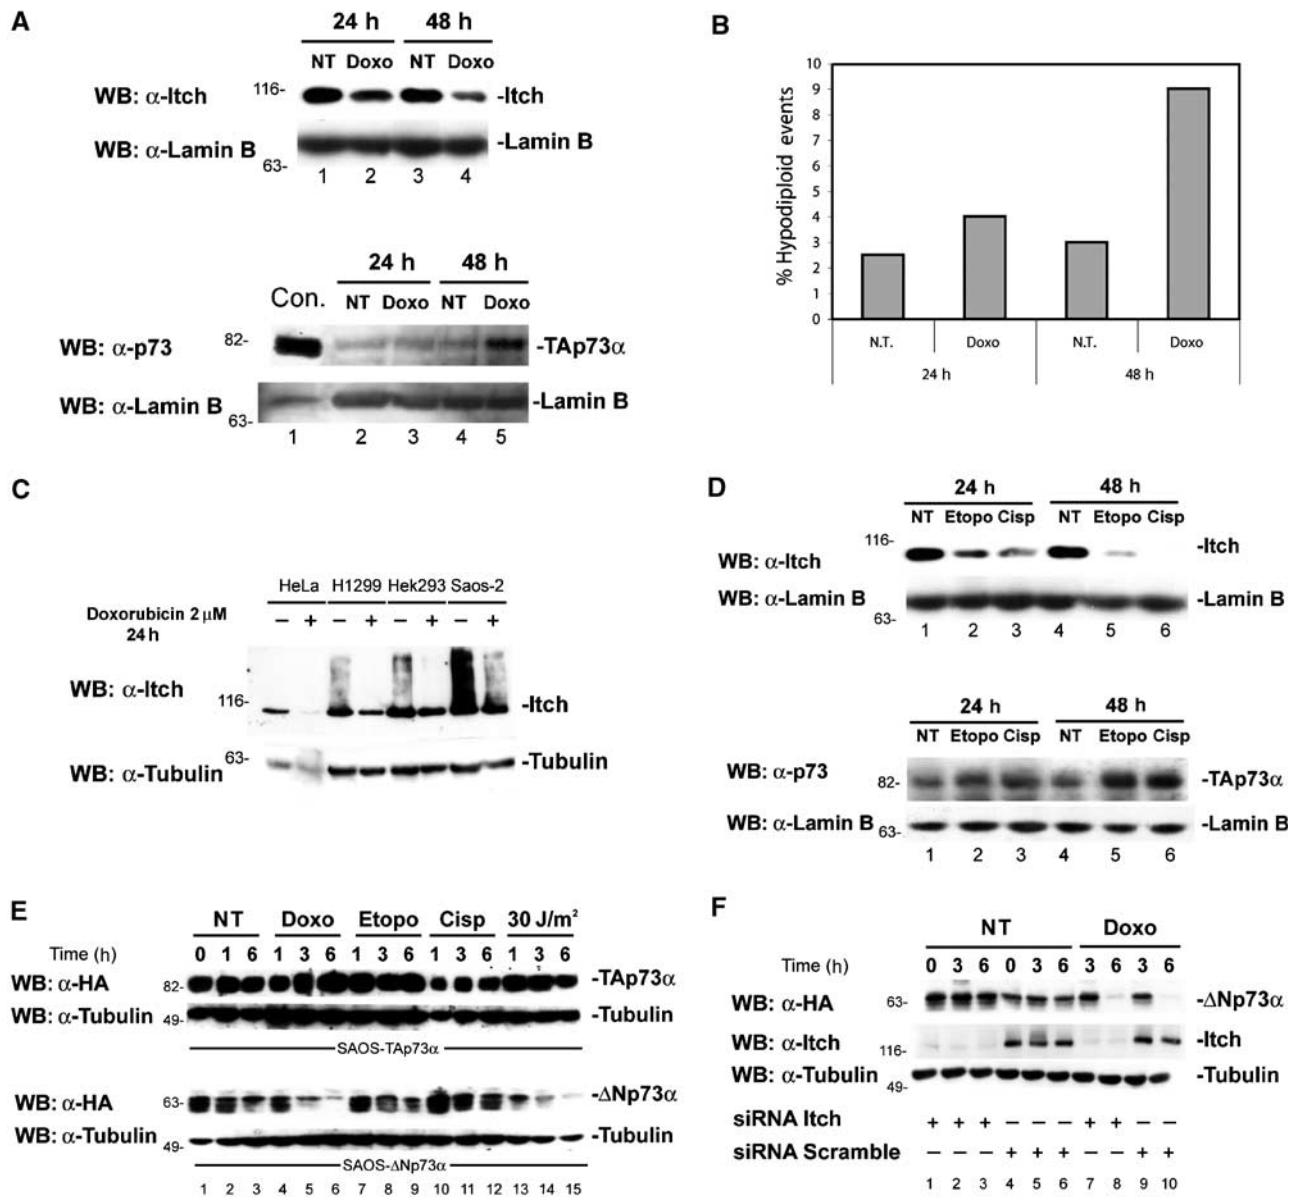 A
24 h 48 h
NT Doxo NT Doxo
WB: α-Itch 116- -Itch
WB: α-Lamin B 63- -Lamin B
1 2 3 4
24 h 48 h
Con. NT Doxo NT Doxo
WB: α-p73 82- -TAp73α
WB: α-Lamin B 63- -Lamin B
1 2 3 4 5
B
% Hypodiploid events
10
9
8
7
6
5
4
3
2
1
0
N.T. Doxo N.T. Doxo
24 h 48 h
C
HeLa H1299 Hek293 Saos-2
Doxorubicin 2 μM – + – + – + – +
24 h
WB: α-Itch 116- -Itch
WB: α-Tubulin 63- -Tubulin
D
24 h 48 h
NT Etopo Cisp NT Etopo Cisp
WB: α-Itch 116- -Itch
WB: α-Lamin B 63- -Lamin B
1 2 3 4 5 6
24 h 48 h
NT Etopo Cisp NT Etopo Cisp
WB: α-p73 82- -TAp73α
WB: α-Lamin B 63- -Lamin B
1 2 3 4 5 6
E
NT Doxo Etopo Cisp 30 J/m²
Time (h) 0 1 6 1 3 6 1 3 6 1 3 6 1 3 6
WB: α-HA 82- -TAp73α
WB: α-Tubulin 49- -Tubulin
SAOS-TAp73α
WB: α-HA 63- -ΔNp73α
WB: α-Tubulin 49- -Tubulin
SAOS-ΔNp73α
1 2 3 4 5 6 7 8 9 10 11 12 13 14 15
F
NT Doxo
Time (h) 0 3 6 0 3 6 3 6 3 6
WB: α-HA 63- -ΔNp73α
WB: α-Itch 116- -Itch
WB: α-Tubulin 49- -Tubulin
siRNA Itch + + + – – – + + – –
siRNA Scramble – – – + + + – – + +
1 2 3 4 5 6 7 8 9 10